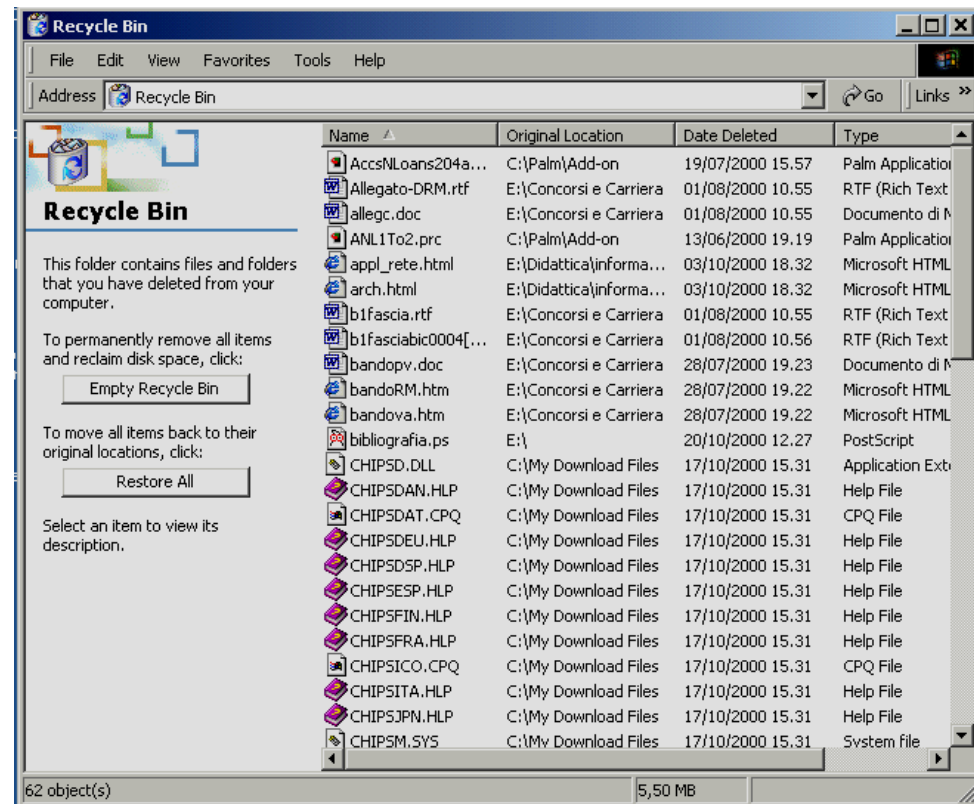 Recycle Bin
File Edit View Favorites Tools Help
Address Recycle Bin Go Links »
Recycle Bin
This folder contains files and folders
that you have deleted from your
computer.
To permanently remove all items
and reclaim disk space, click:
Empty Recycle Bin
To move all items back to their
original locations, click:
Restore All
Select an item to view its
description.
Name Original Location Date Deleted Type
AccsNLoans204a... C:\Palm\Add-on 19/07/2000 15.57 Palm Application
Allegato-DRM.rtf E:\Concorsi e Carriera 01/08/2000 10.55 RTF (Rich Text
allegc.doc E:\Concorsi e Carriera 01/08/2000 10.55 Documento di M
ANL1To2.prc C:\Palm\Add-on 13/06/2000 19.19 Palm Application
appl_rete.html E:\Didattica\informa... 03/10/2000 18.32 Microsoft HTML
arch.html E:\Didattica\informa... 03/10/2000 18.32 Microsoft HTML
b1fascia.rtf E:\Concorsi e Carriera 01/08/2000 10.55 RTF (Rich Text
b1fasciabic0004[... E:\Concorsi e Carriera 01/08/2000 10.56 RTF (Rich Text
bandopv.doc E:\Concorsi e Carriera 28/07/2000 19.23 Documento di M
bandoRM.htm E:\Concorsi e Carriera 28/07/2000 19.22 Microsoft HTML
bandova.htm E:\Concorsi e Carriera 28/07/2000 19.22 Microsoft HTML
bibliografia.ps E:\ 20/10/2000 12.27 PostScript
CHIPSD.DLL C:\My Download Files 17/10/2000 15.31 Application Exte
CHIPSDAN.HLP C:\My Download Files 17/10/2000 15.31 Help File
CHIPSDAT.CPQ C:\My Download Files 17/10/2000 15.31 CPQ File
CHIPSDEU.HLP C:\My Download Files 17/10/2000 15.31 Help File
CHIPSDSP.HLP C:\My Download Files 17/10/2000 15.31 Help File
CHIPSESP.HLP C:\My Download Files 17/10/2000 15.31 Help File
CHIPSFIN.HLP C:\My Download Files 17/10/2000 15.31 Help File
CHIPSFRA.HLP C:\My Download Files 17/10/2000 15.31 Help File
CHIPSICO.CPQ C:\My Download Files 17/10/2000 15.31 CPQ File
CHIPSITA.HLP C:\My Download Files 17/10/2000 15.31 Help File
CHIPSJPN.HLP C:\My Download Files 17/10/2000 15.31 Help File
CHIPSM.SYS C:\My Download Files 17/10/2000 15.31 System file
62 object(s) 5,50 MB